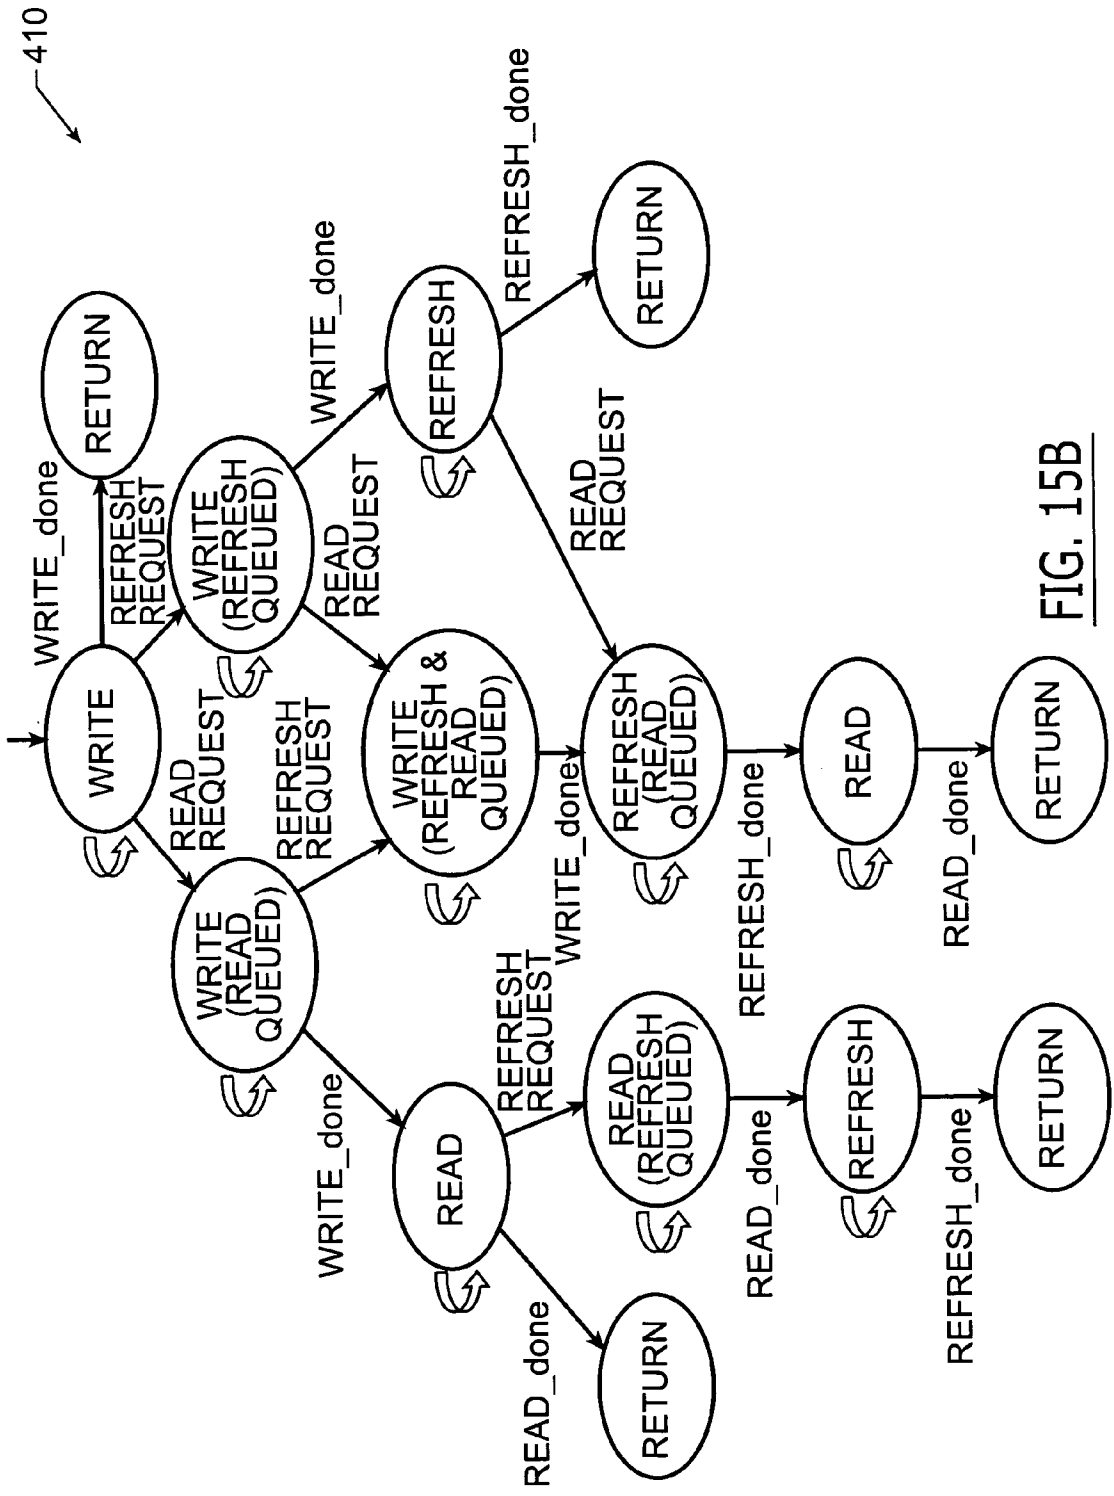 410
WRITE
WRITE_done
RETURN
READ
REQUEST
REFRESH
REQUEST
WRITE
(READ
QUEUED)
WRITE
(REFRESH
QUEUED)
WRITE_done
REFRESH
REQUEST
READ
REQUEST
WRITE_done
READ
WRITE
(REFRESH &
READ
QUEUED)
REFRESH
READ_done
REFRESH
REQUEST
WRITE_done
READ
REQUEST
REFRESH_done
RETURN
READ
(REFRESH
QUEUED)
REFRESH
(READ
QUEUED)
RETURN
READ_done
REFRESH_done
REFRESH
READ
REFRESH_done
READ_done
RETURN
RETURN
FIG. 15B